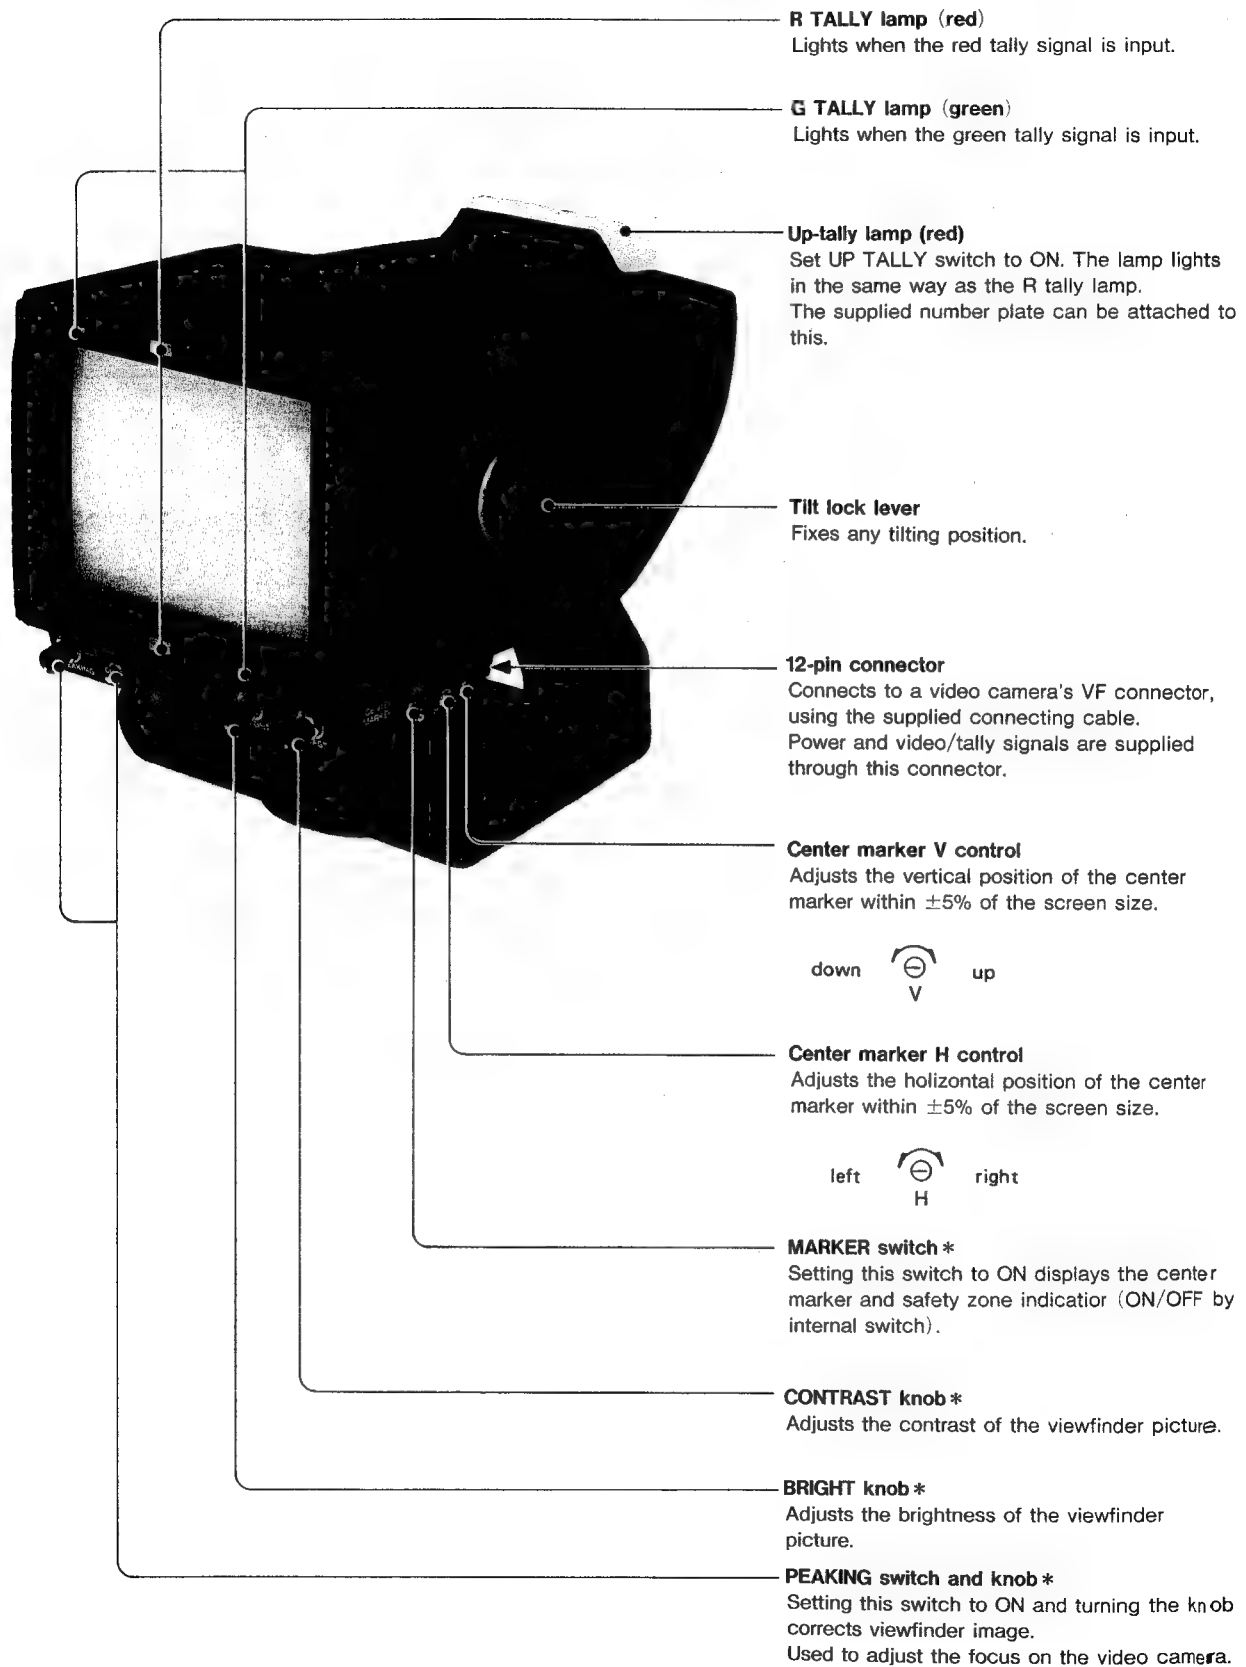 R TALLY lamp (red)
Lights when the red tally signal is input.
G TALLY lamp (green)
Lights when the green tally signal is input.
Up-tally lamp (red)
Set UP TALLY switch to ON. The lamp lights
in the same way as the R tally lamp.
The supplied number plate can be attached to
this.
Tilt lock lever
Fixes any tilting position.
12-pin connector
Connects to a video camera's VF connector,
using the supplied connecting cable.
Power and video/tally signals are supplied
through this connector.
Center marker V control
Adjusts the vertical position of the center
marker within ±5% of the screen size.
down up
V
Center marker H control
Adjusts the holizontal position of the center
marker within ±5% of the screen size.
left right
H
MARKER switch *
Setting this switch to ON displays the center
marker and safety zone indicatior (ON/OFF by
internal switch).
CONTRAST knob *
Adjusts the contrast of the viewfinder picture.
BRIGHT knob *
Adjusts the brightness of the viewfinder
picture.
PEAKING switch and knob *
Setting this switch to ON and turning the knob
corrects viewfinder image.
Used to adjust the focus on the video camera.